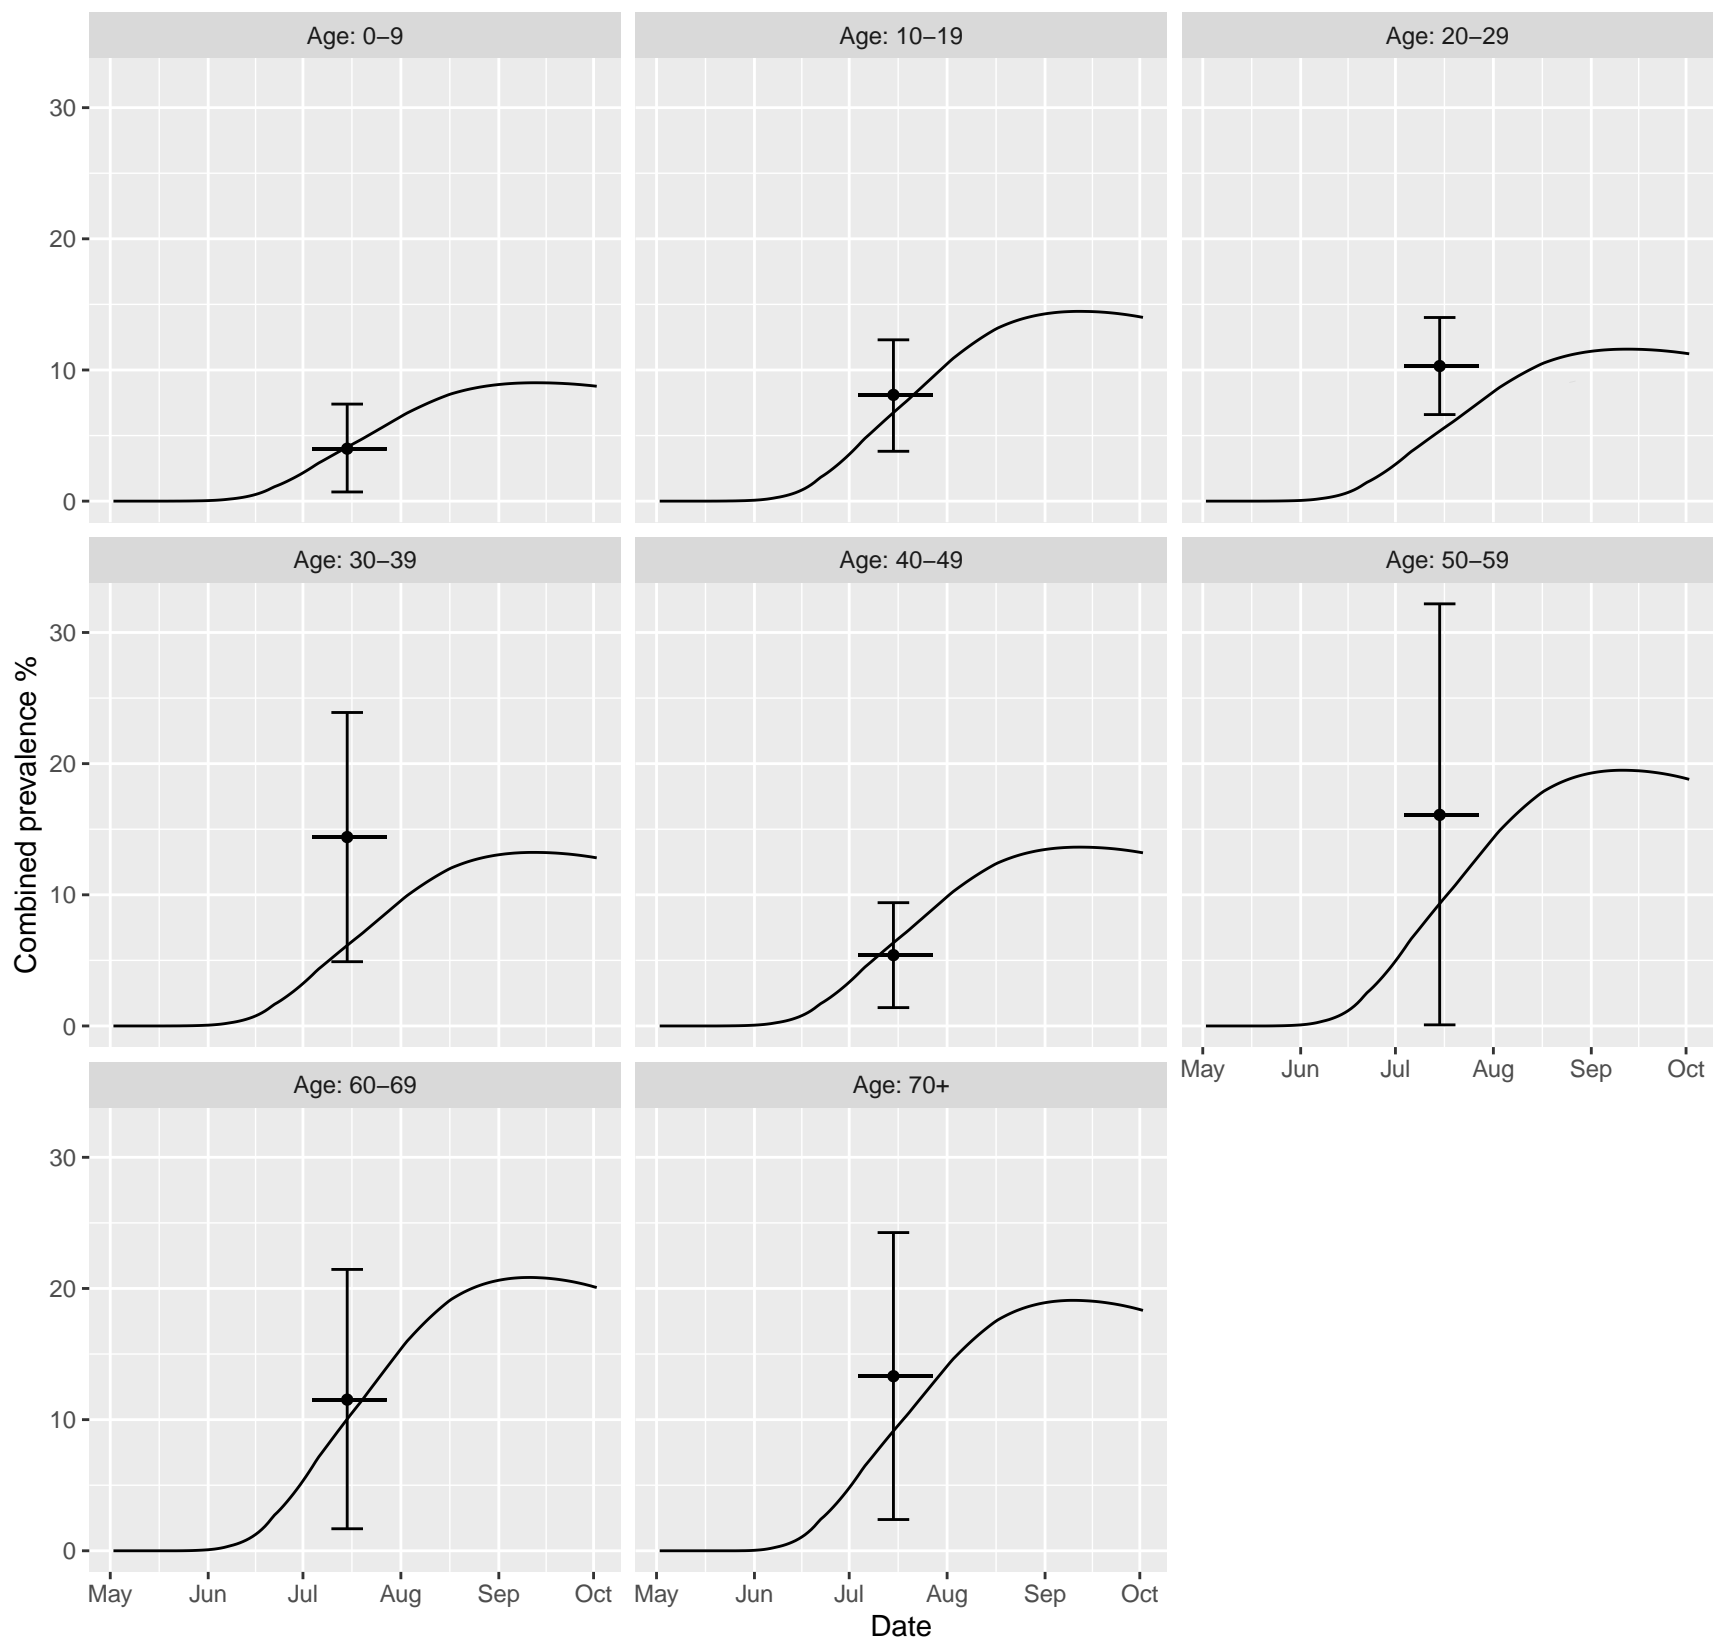 Age: 0–9
Age: 10–19
Age: 20–29
30
20
10
0
Age: 30–39
Age: 40–49
Age: 50–59
30
20
10
0
May Jun Jul Aug Sep Oct
Age: 60–69
Age: 70+
30
20
10
0
May Jun Jul Aug Sep Oct
May Jun Jul Aug Sep Oct
Date
Combined prevalence %